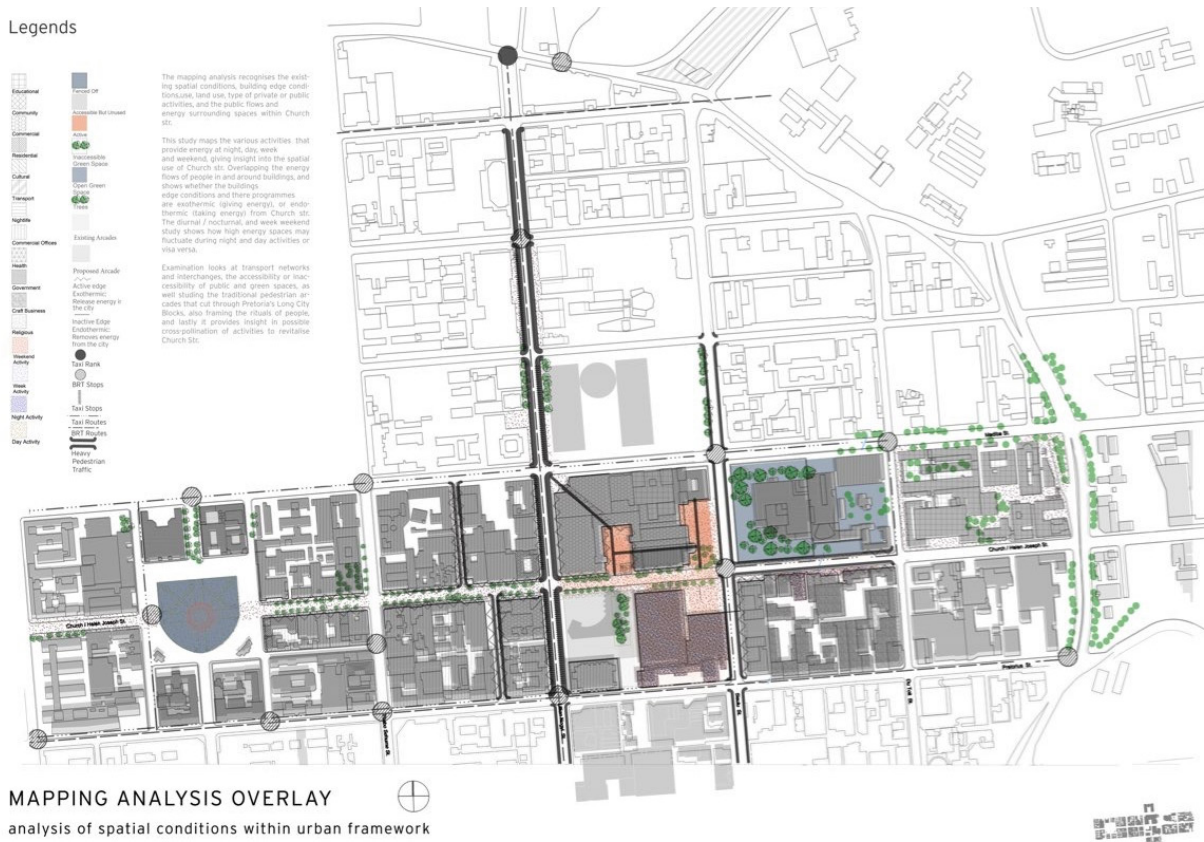 Legends
Educational
Community
Commercial
Residential
Cultural
Transport
Nightlife
Commercial Offices
Health
Government
Craft Business
Religious
Weekend
Activity
Week
Activity
Night Activity
Day Activity
Fenced Off
Accessible But Unused
Active
Inaccessible
Green Space
Open Green
Space
Trees
Existing Arcades
Proposed Arcade
Active edge
Exothermic:
Release energy ir
the city
Inactive Edge
Endothermic:
Removes energy
from the city
Taxi Rank
BRT Stops
Taxi Stops
Taxi Routes
BRT Routes
Heavy
Pedestrian
Traffic
The mapping analysis recognises the exist-
ing spatial conditions, building edge condi-
tions,use, land use, type of private or public
activities, and the public flows and
energy surrounding spaces within Church
str.
This study maps the various activities that
provide energy at night, day, week
and weekend, giving insight into the spatial
use of Church str. Overlapping the energy
flows of people in and around buildings, and
shows whether the buildings
edge conditions and there programmes
are exothermic (giving energy), or endo-
thermic (taking energy) from Church str.
The diurnal / nocturnal, and week weekend
study shows how high energy spaces may
fluctuate during night and day activities or
visa versa.
Examination looks at transport networks
and interchanges, the accessibility or inac-
cessibility of public and green spaces, as
well studing the traditional pedestrian ar-
cades that cut through Pretoria's Long City
Blocks, also framing the rituals of people,
and lastly it provides insight in possible
cross-pollination of activities to revitalise
Church Str.
Madiba St.
Church / Helen Joseph St.
Church / Helen Joseph St.
Pretorius St.
MAPPING ANALYSIS OVERLAY
analysis of spatial conditions within urban framework